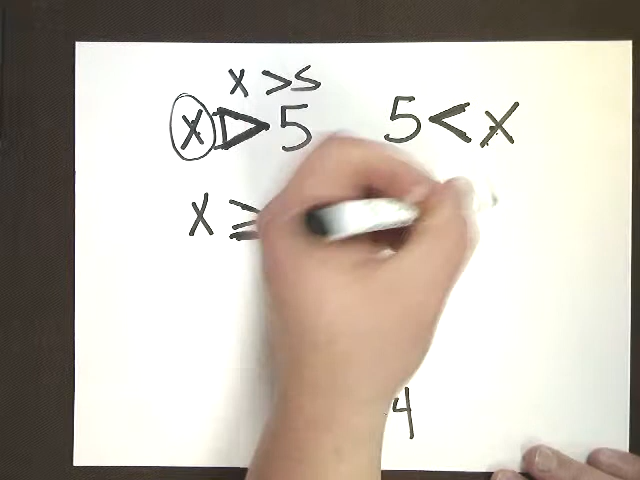 x > 5
x > 5 5 < x
x ≥
4